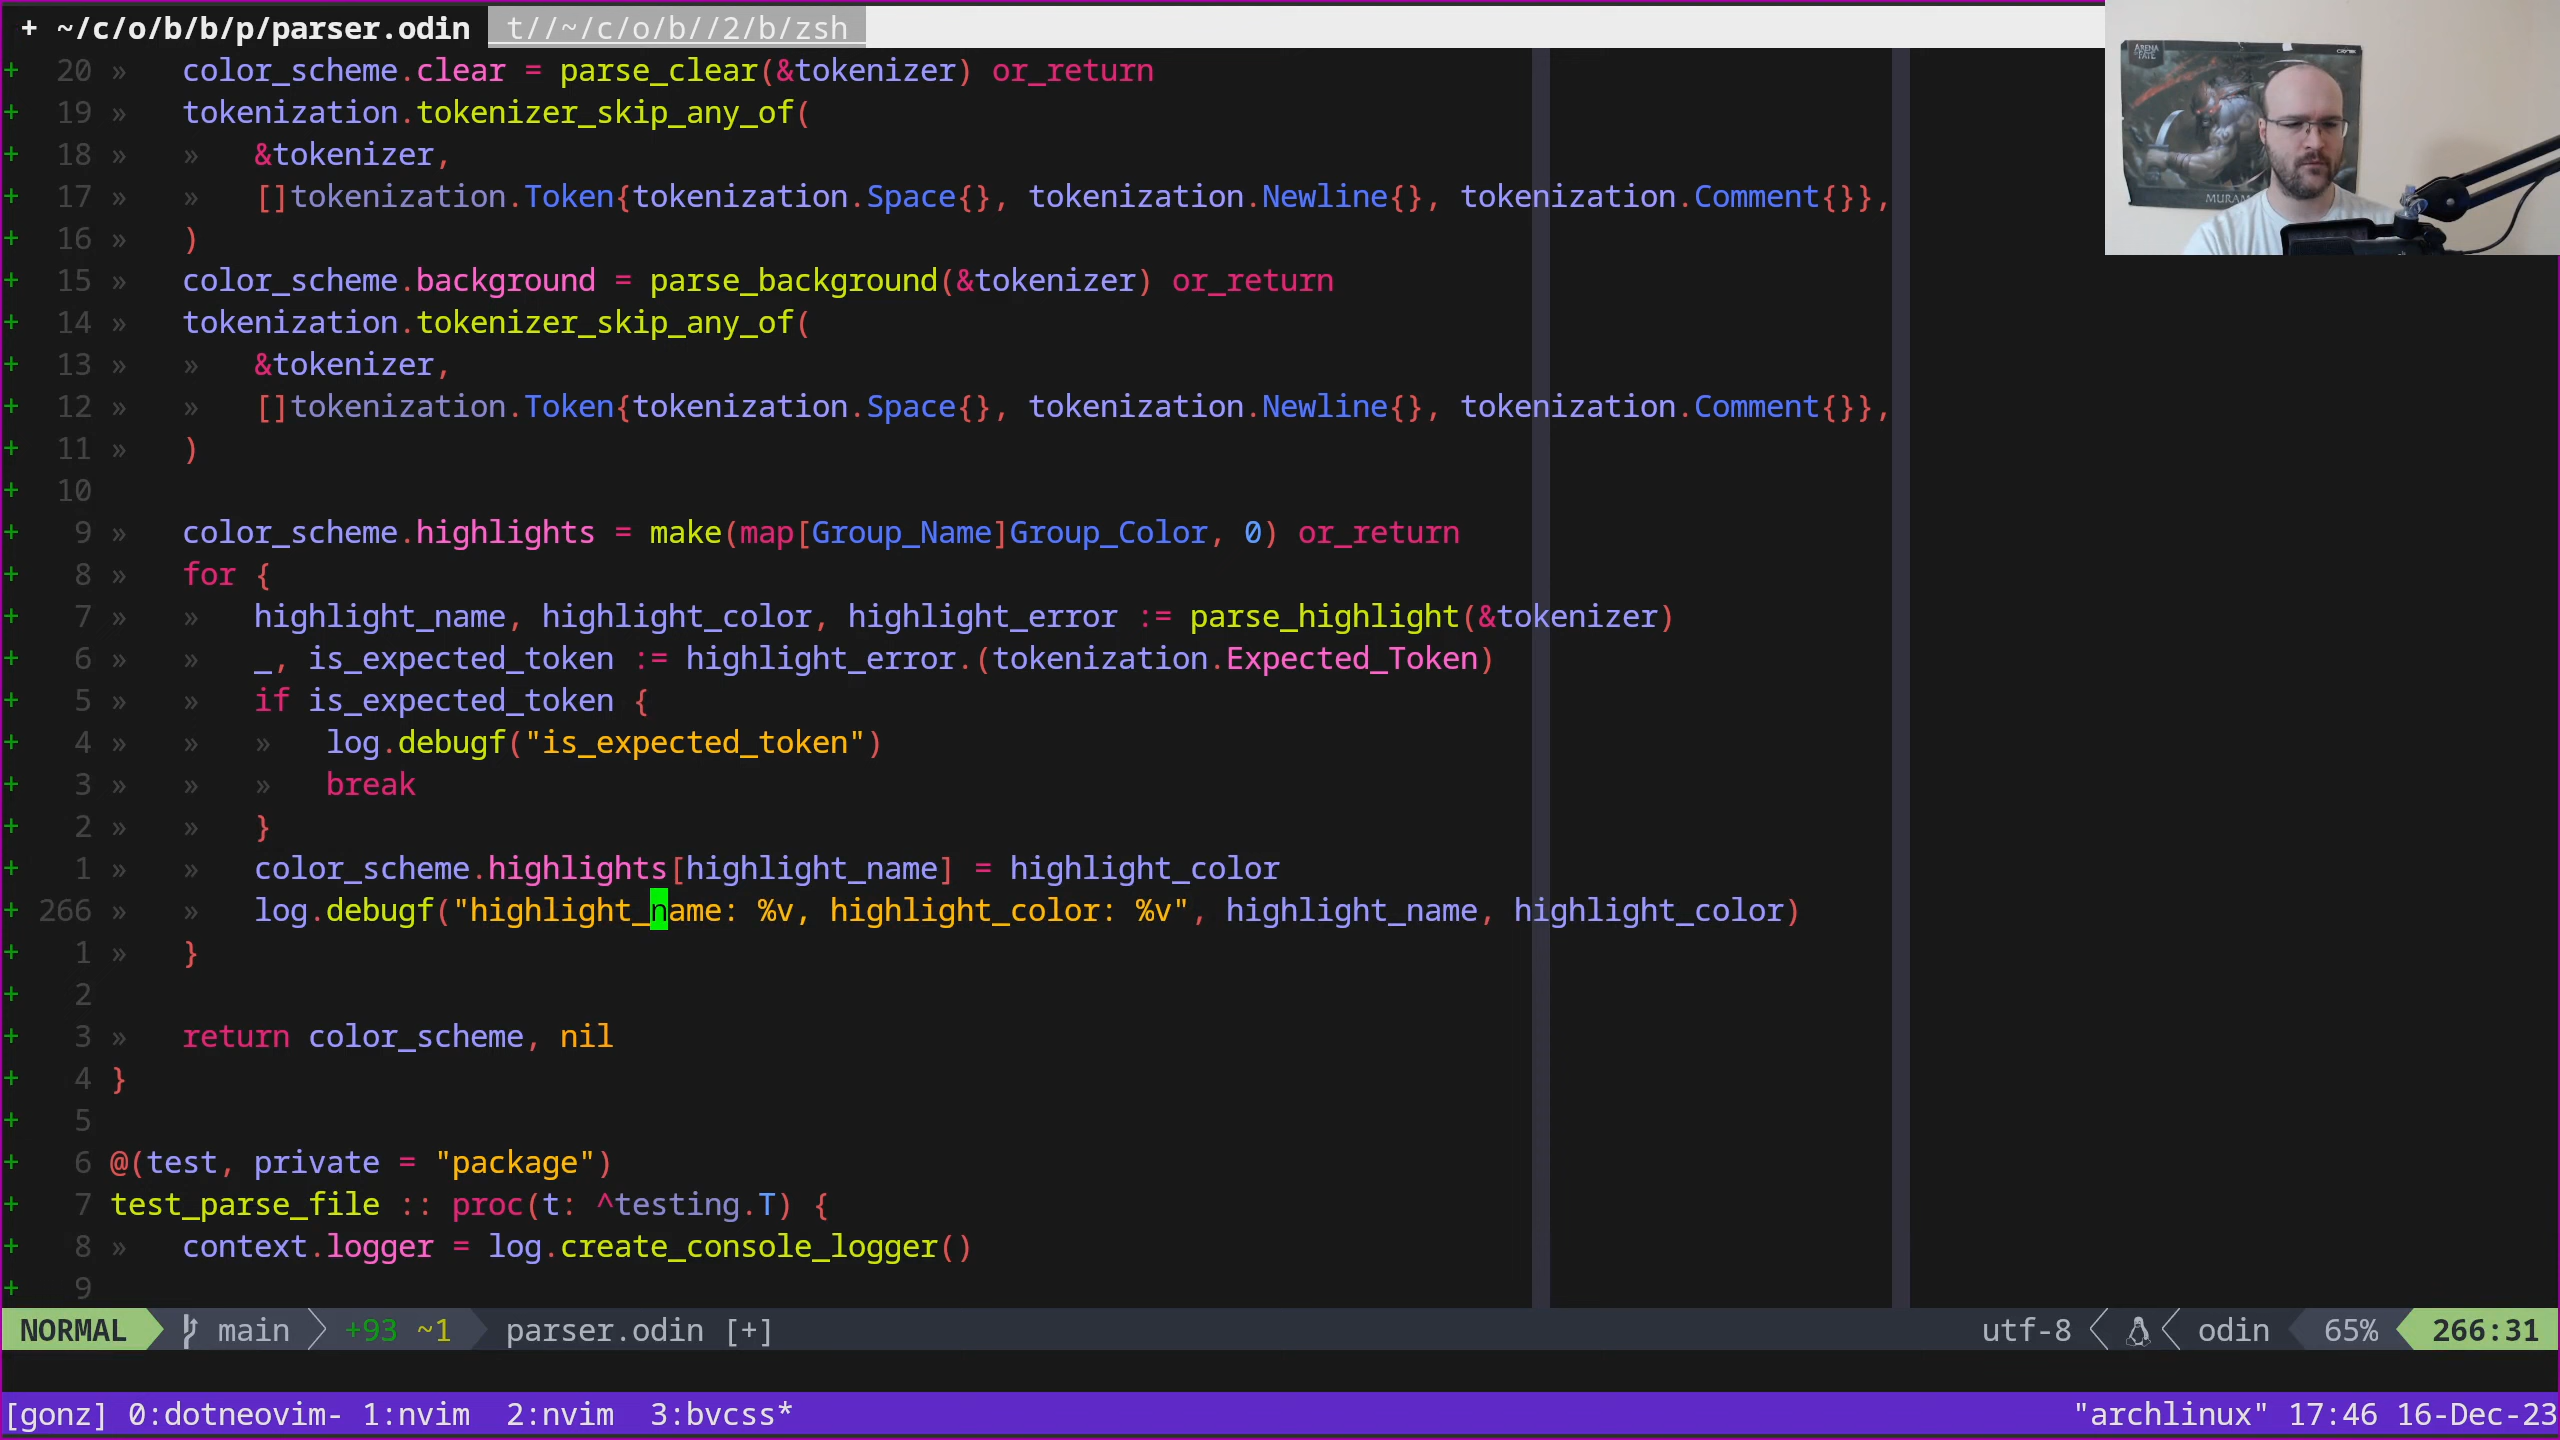 + ~/c/o/b/b/p/parser.odin t//~/c/o/b//2/b/zsh
+ 20 » color_scheme.clear = parse_clear(&tokenizer) or_return
+ 19 » tokenization.tokenizer_skip_any_of(
+ 18 » » &tokenizer,
+ 17 » » []tokenization.Token{tokenization.Space{}, tokenization.Newline{}, tokenization.Comment{}},
+ 16 » )
+ 15 » color_scheme.background = parse_background(&tokenizer) or_return
+ 14 » tokenization.tokenizer_skip_any_of(
+ 13 » » &tokenizer,
+ 12 » » []tokenization.Token{tokenization.Space{}, tokenization.Newline{}, tokenization.Comment{}},
+ 11 » )
+ 10
+ 9 » color_scheme.highlights = make(map[Group_Name]Group_Color, 0) or_return
+ 8 » for {
+ 7 » » highlight_name, highlight_color, highlight_error := parse_highlight(&tokenizer)
+ 6 » » _, is_expected_token := highlight_error.(tokenization.Expected_Token)
+ 5 » » if is_expected_token {
+ 4 » » » log.debugf("is_expected_token")
+ 3 » » » break
+ 2 » » }
+ 1 » » color_scheme.highlights[highlight_name] = highlight_color
+ 266 » » log.debugf("highlight_name: %v, highlight_color: %v", highlight_name, highlight_color)
+ 1 » }
+ 2
+ 3 » return color_scheme, nil
+ 4 }
+ 5
+ 6 @(test, private = "package")
+ 7 test_parse_file :: proc(t: ^testing.T) {
+ 8 » context.logger = log.create_console_logger()
+ 9
NORMAL main +93 ~1 parser.odin [+] utf-8 odin 65% 266:31
[gonz] 0:dotneovim- 1:nvim 2:nvim 3:bvcss* "archlinux" 17:46 16-Dec-23